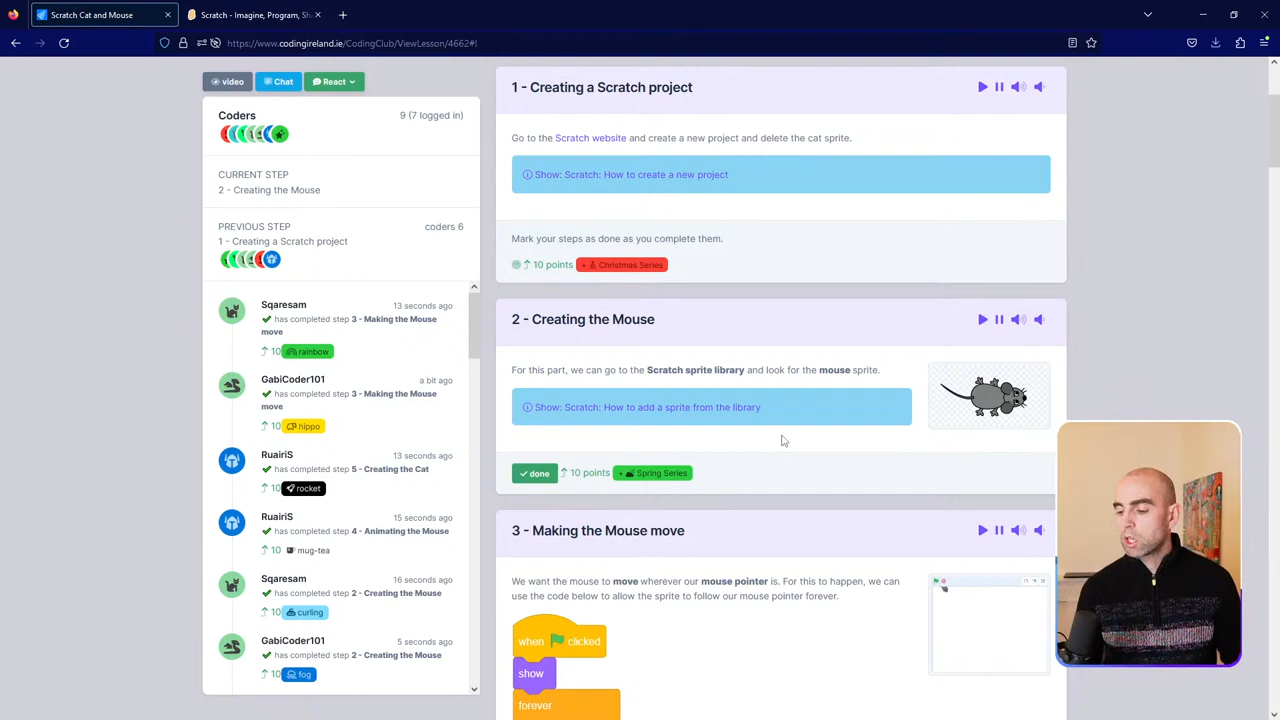 Scratch Cat and Mouse
Scratch - Imagine, Program, Sh
https://www.codingireland.ie/CodingClub/ViewLesson/4662#!
video
Chat
React
Coders
9 (7 logged in)
CURRENT STEP
2 - Creating the Mouse
PREVIOUS STEP
coders 6
1 - Creating a Scratch project
Sqaresam
13 seconds ago
has completed step 3 - Making the Mouse
move
10 rainbow
GabiCoder101
a bit ago
has completed step 3 - Making the Mouse
move
10 hippo
RuairiS
13 seconds ago
has completed step 5 - Creating the Cat
10 rocket
RuairiS
15 seconds ago
has completed step 4 - Animating the Mouse
10 mug-tea
Sqaresam
16 seconds ago
has completed step 2 - Creating the Mouse
10 curling
GabiCoder101
5 seconds ago
has completed step 2 - Creating the Mouse
10 fog
1 - Creating a Scratch project
Go to the Scratch website and create a new project and delete the cat sprite.
Show: Scratch: How to create a new project
Mark your steps as done as you complete them.
10 points + Christmas Series
2 - Creating the Mouse
For this part, we can go to the Scratch sprite library and look for the mouse sprite.
Show: Scratch: How to add a sprite from the library
done 10 points + Spring Series
3 - Making the Mouse move
We want the mouse to move wherever our mouse pointer is. For this to happen, we can
use the code below to allow the sprite to follow our mouse pointer forever.
when clicked
show
forever